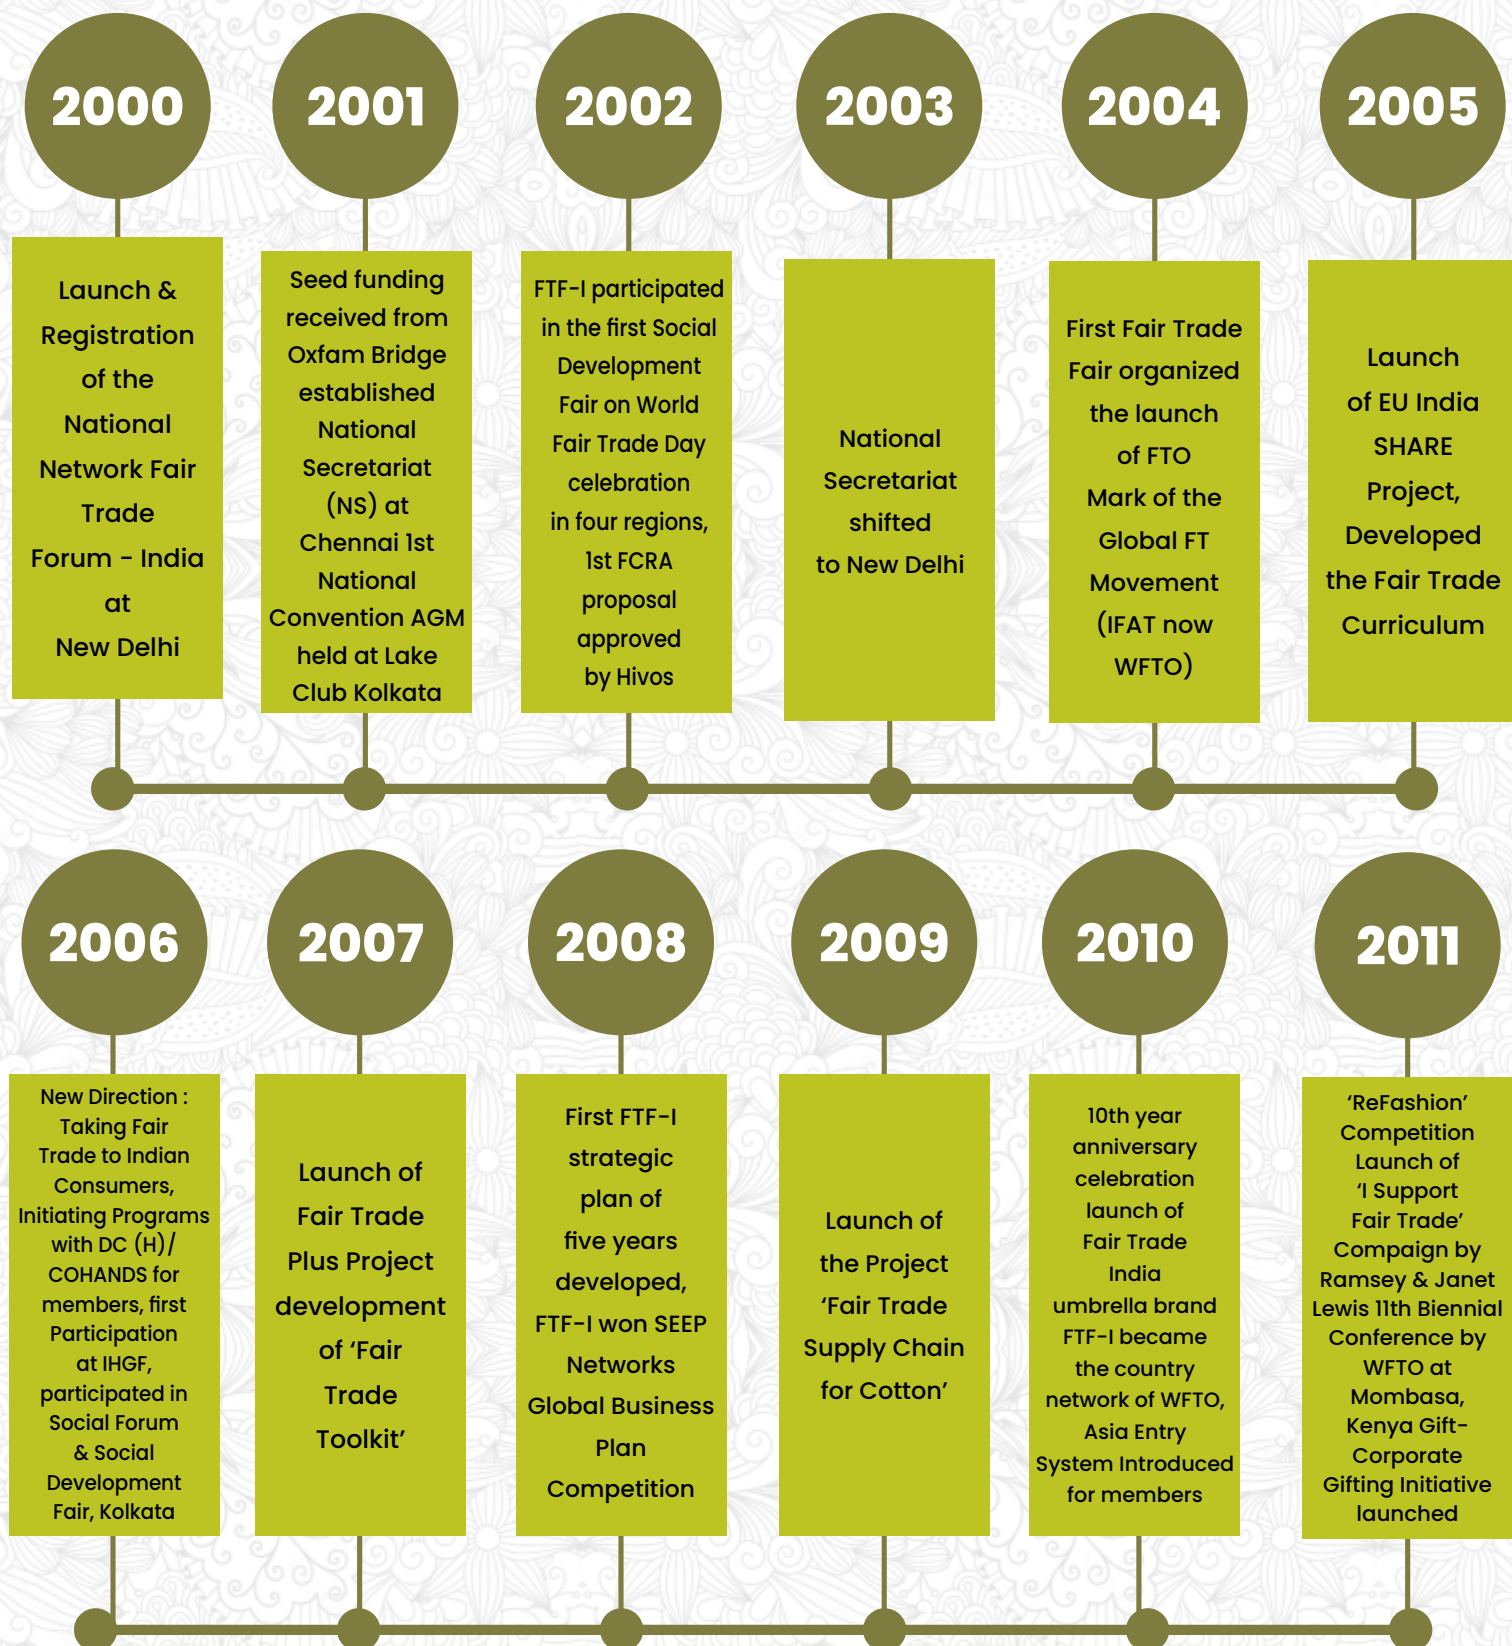 2000
Launch &
Registration
of the
National
Network Fair
Trade
Forum - India
at
New Delhi
2001
Seed funding
received from
Oxfam Bridge
established
National
Secretariat
(NS) at
Chennai 1st
National
Convention AGM
held at Lake
Club Kolkata
2002
FTF-I participated
in the first Social
Development
Fair on World
Fair Trade Day
celebration
in four regions,
1st FCRA
proposal
approved
by Hivos
2003
National
Secretariat
shifted
to New Delhi
2004
First Fair Trade
Fair organized
the launch
of FTO
Mark of the
Global FT
Movement
(IFAT now
WFTO)
2005
Launch
of EU India
SHARE
Project,
Developed
the Fair Trade
Curriculum
2006
New Direction :
Taking Fair
Trade to Indian
Consumers,
Initiating Programs
with DC (H)/
COHANDS for
members, first
Participation
at IHGF,
participated in
Social Forum
& Social
Development
Fair, Kolkata
2007
Launch of
Fair Trade
Plus Project
development
of ‘Fair
Trade
Toolkit’
2008
First FTF-I
strategic
plan of
five years
developed,
FTF-I won SEEP
Networks
Global Business
Plan
Competition
2009
Launch of
the Project
‘Fair Trade
Supply Chain
for Cotton’
2010
10th year
anniversary
celebration
launch of
Fair Trade
India
umbrella brand
FTF-I became
the country
network of WFTO,
Asia Entry
System Introduced
for members
2011
‘ReFashion’
Competition
Launch of
‘I Support
Fair Trade’
Compaign by
Ramsey & Janet
Lewis 11th Biennial
Conference by
WFTO at
Mombasa,
Kenya Gift-
Corporate
Gifting Initiative
launched